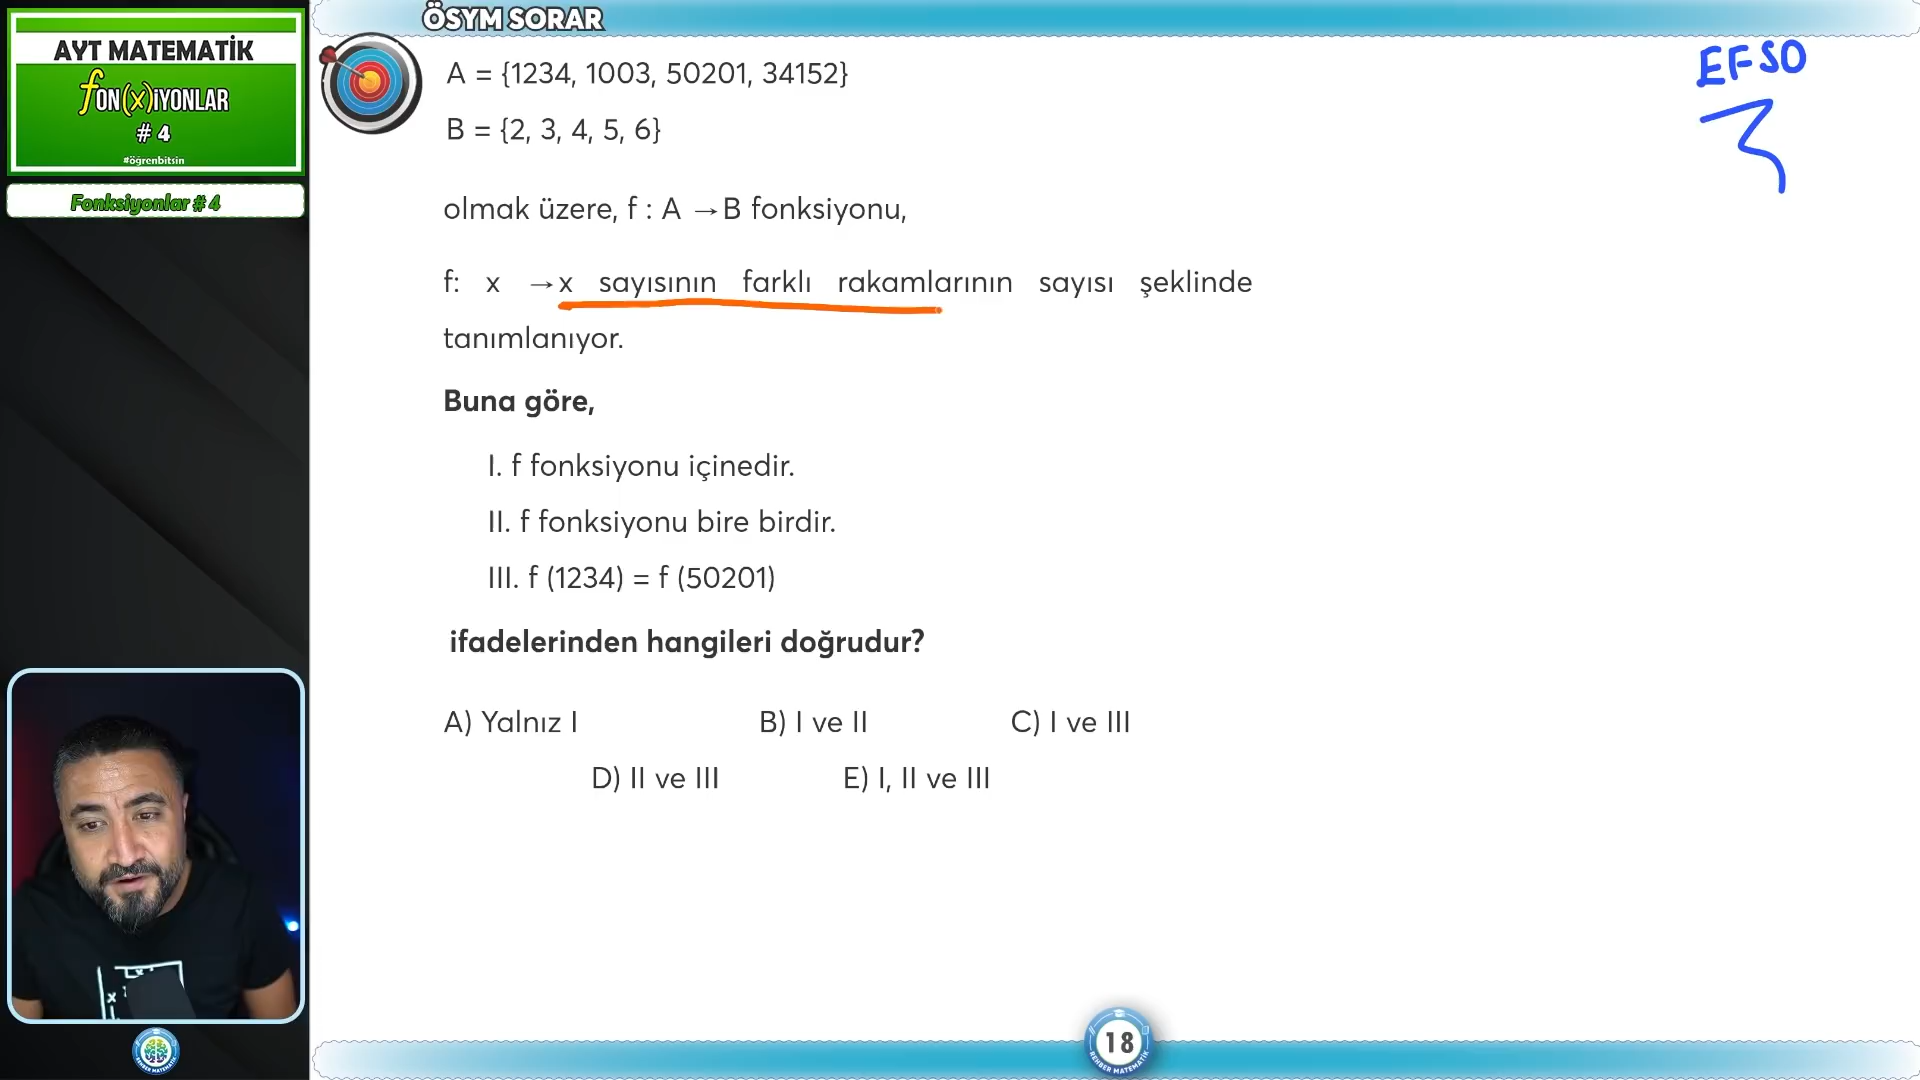 ÖSYM SORAR
AYT MATEMATİK
fON(x)İYONLAR
# 4
#öğrenbitsin
Fonksiyonlar # 4
EFSO
A = {1234, 1003, 50201, 34152}
B = {2, 3, 4, 5, 6}
olmak üzere, f : A →B fonksiyonu,
f: x →x sayısının farklı rakamlarının sayısı şeklinde
tanımlanıyor.
Buna göre,
I. f fonksiyonu içinedir.
II. f fonksiyonu bire birdir.
III. f (1234) = f (50201)
ifadelerinden hangileri doğrudur?
A) Yalnız I B) I ve II C) I ve III
D) II ve III E) I, II ve III
18
REHBER MATEMATİK